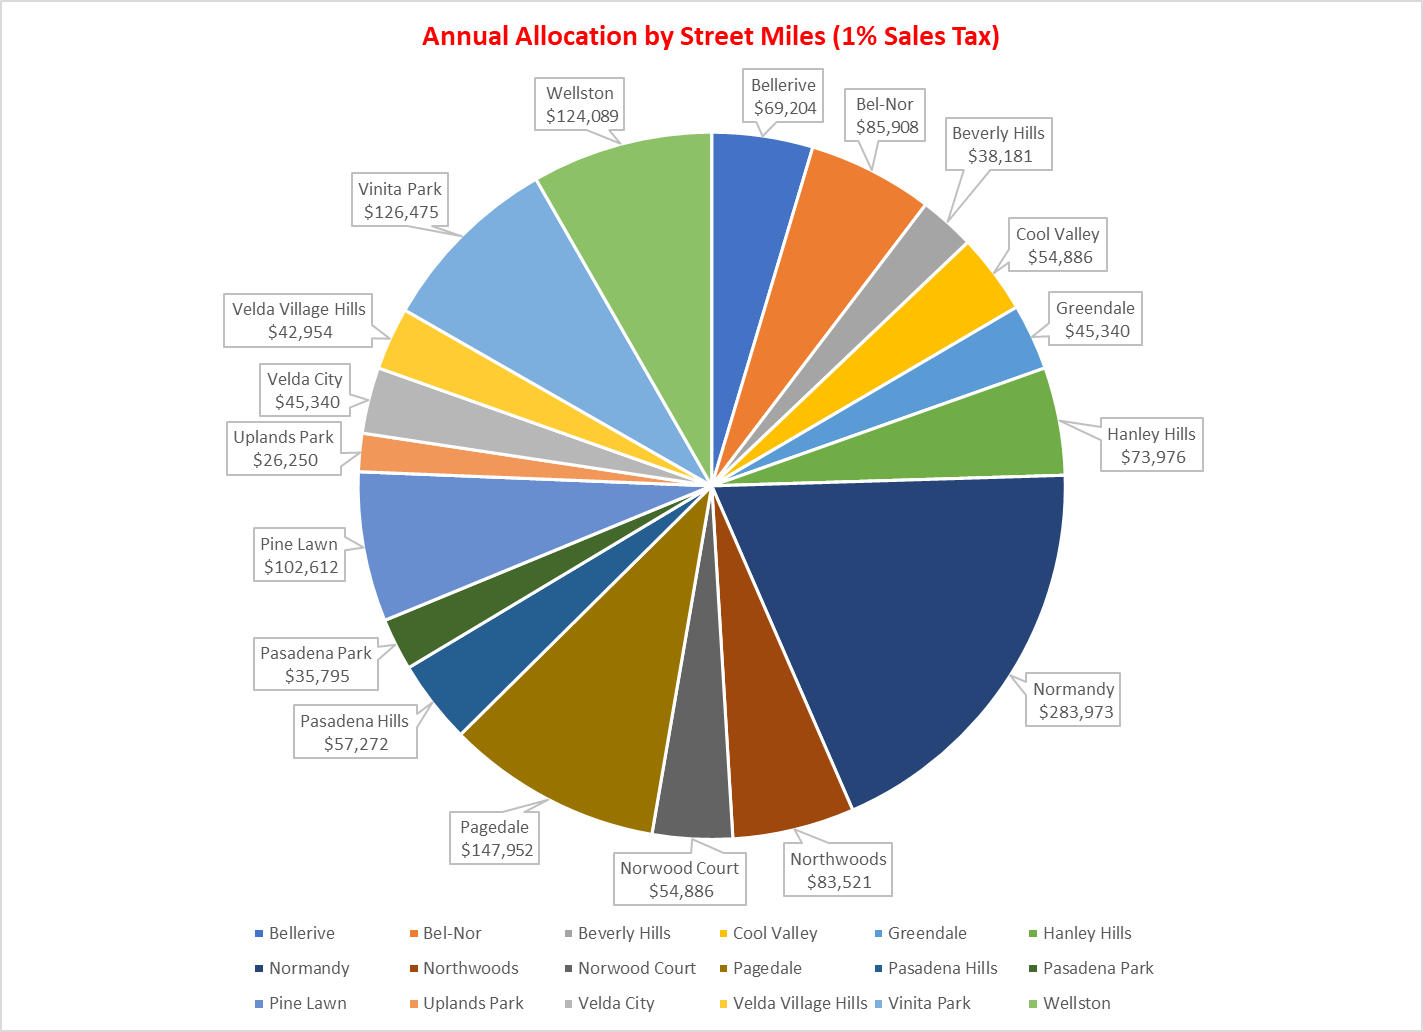 Annual Allocation by Street Miles (1% Sales Tax)
Bellerive
$69,204
Bel-Nor
$85,908
Beverly Hills
$38,181
Cool Valley
$54,886
Greendale
$45,340
Hanley Hills
$73,976
Normandy
$283,973
Northwoods
$83,521
Norwood Court
$54,886
Pagedale
$147,952
Pasadena Hills
$57,272
Pasadena Park
$35,795
Pine Lawn
$102,612
Uplands Park
$26,250
Velda City
$45,340
Velda Village Hills
$42,954
Vinita Park
$126,475
Wellston
$124,089
Bellerive Bel-Nor Beverly Hills Cool Valley Greendale Hanley Hills
Normandy Northwoods Norwood Court Pagedale Pasadena Hills Pasadena Park
Pine Lawn Uplands Park Velda City Velda Village Hills Vinita Park Wellston